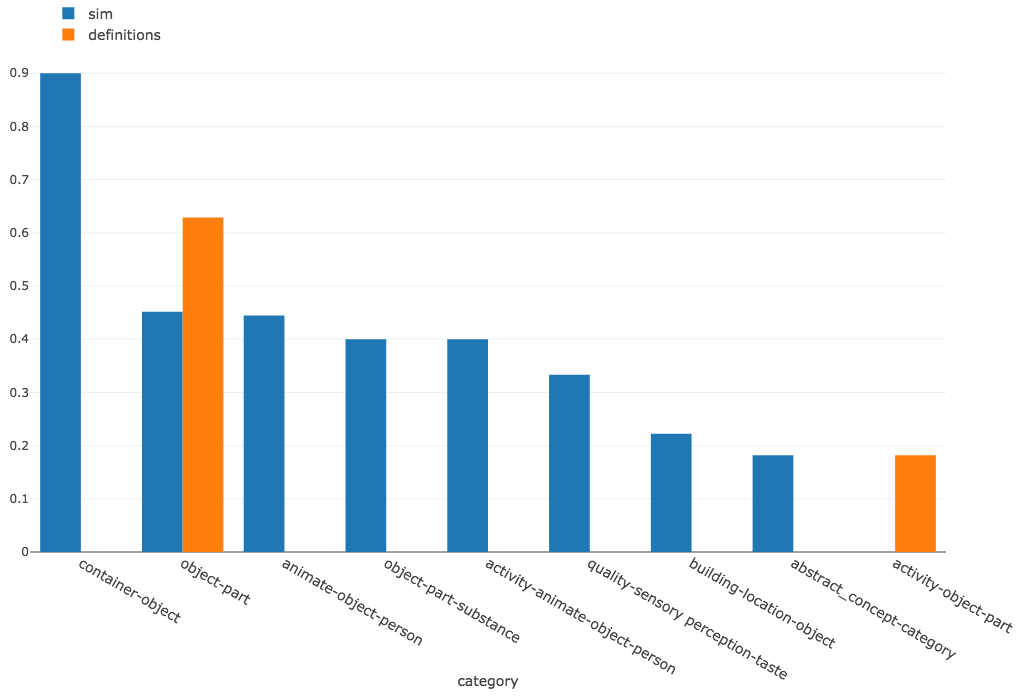 sim
definitions
0.9
0.8
0.7
0.6
0.5
0.4
0.3
0.2
0.1
0
container-object
object-part
animate-object-person
object-part-substance
activity-animate-object-person
quality-sensory perception-taste
building-location-object
abstract_concept-category
activity-object-part
category